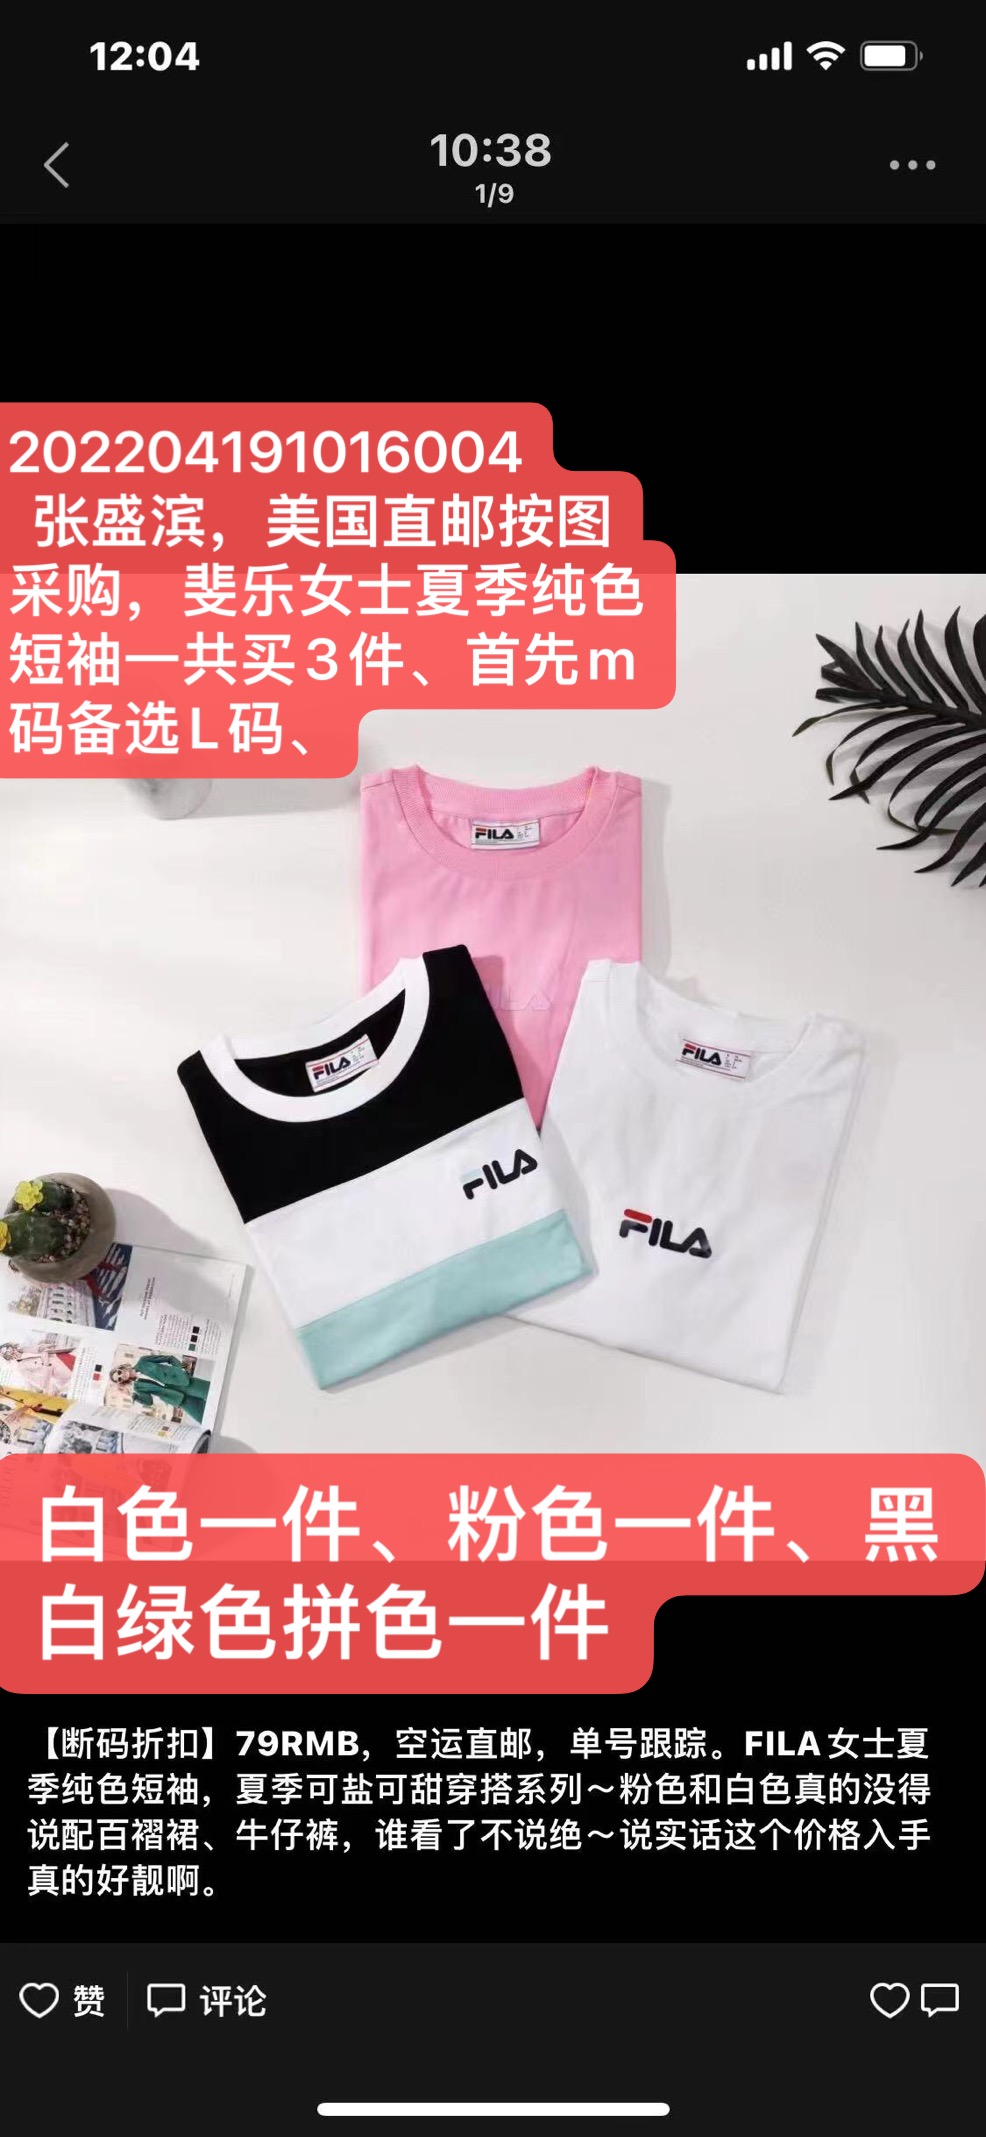 12:04
10:38
1/9
202204191016004
张盛滨，美国直邮按图
采购，斐乐女士夏季纯色
短袖一共买3件、首先m
码备选L码、
FILA
FILA
FILA
FILA
FILA
白色一件、粉色一件、黑
白绿色拼色一件
【断码折扣】79RMB，空运直邮，单号跟踪。FILA女士夏
季纯色短袖，夏季可盐可甜穿搭系列～粉色和白色真的没得
说配百褶裙、牛仔裤，谁看了不说绝～说实话这个价格入手
真的好靓啊。
赞
评论